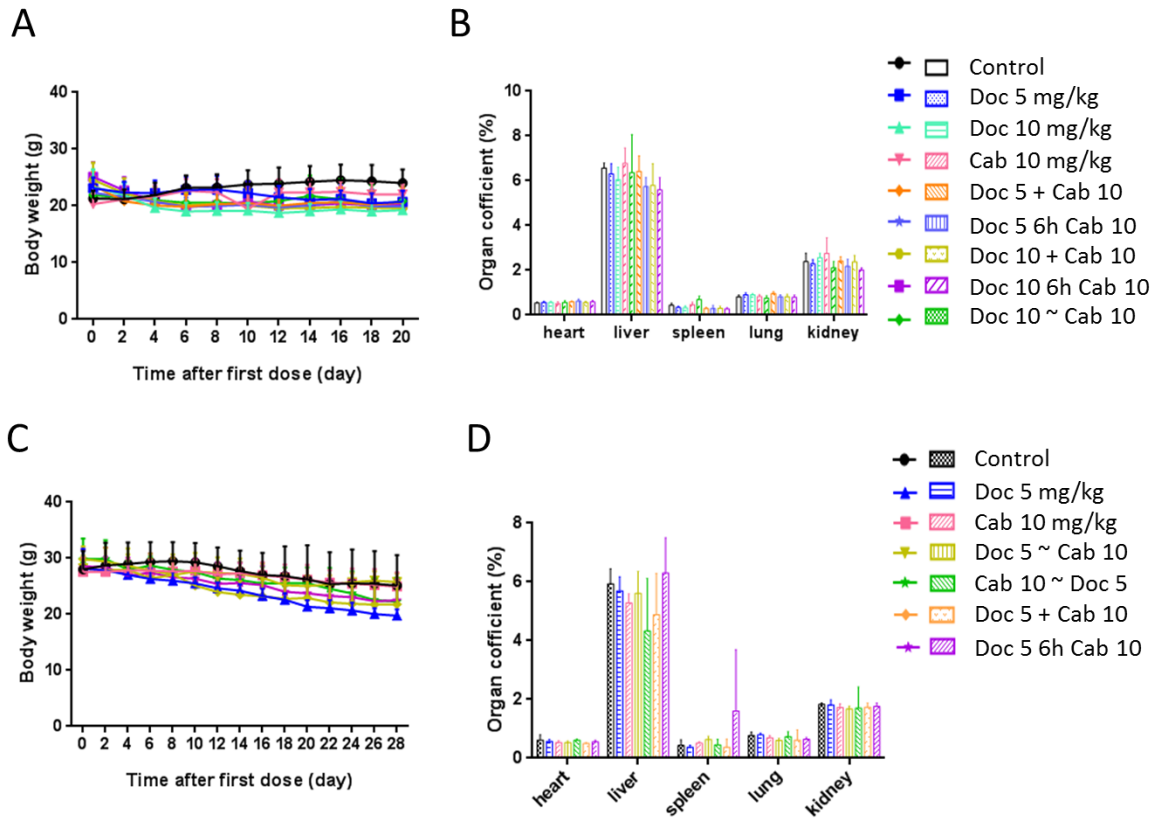 A
B
40
30
20
10
0
Body weight (g)
0 2 4 6 8 10 12 14 16 18 20
Time after first dose (day)
10
8
6
4
2
0
Organ cofficient (%)
heart liver spleen lung kidney
Control
Doc 5 mg/kg
Doc 10 mg/kg
Cab 10 mg/kg
Doc 5 + Cab 10
Doc 5 6h Cab 10
Doc 10 + Cab 10
Doc 10 6h Cab 10
Doc 10 ~ Cab 10
C
D
40
30
20
10
0
Body weight (g)
0 2 4 6 8 10 12 14 16 18 20 22 24 26 28
Time after first dose (day)
8
6
4
2
0
Organ cofficient (%)
heart liver spleen lung kidney
Control
Doc 5 mg/kg
Cab 10 mg/kg
Doc 5 ~ Cab 10
Cab 10 ~ Doc 5
Doc 5 + Cab 10
Doc 5 6h Cab 10